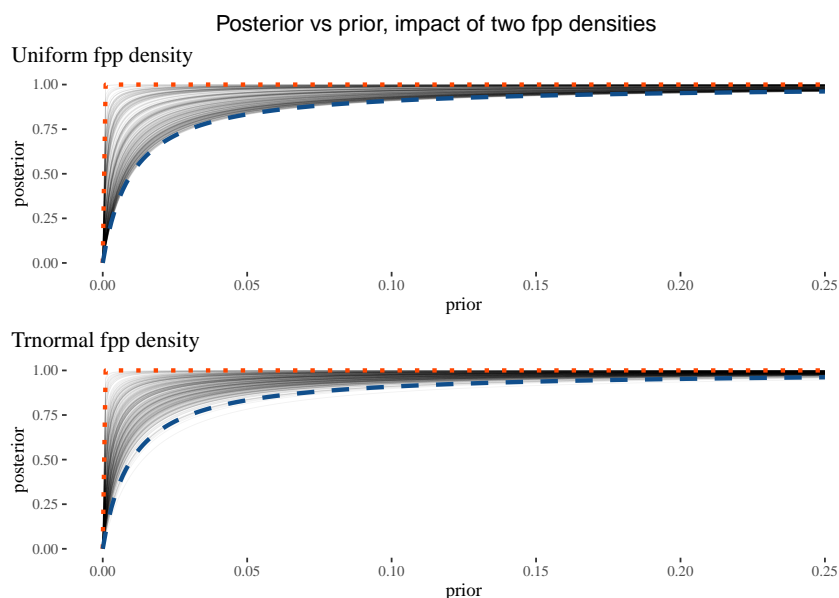 Posterior vs prior, impact of two fpp densities
Uniform fpp density
1.00
0.75
0.50
0.25
0.00
posterior
0.00 0.05 0.10 0.15 0.20 0.25
prior
Trnormal fpp density
1.00
0.75
0.50
0.25
0.00
posterior
0.00 0.05 0.10 0.15 0.20 0.25
prior